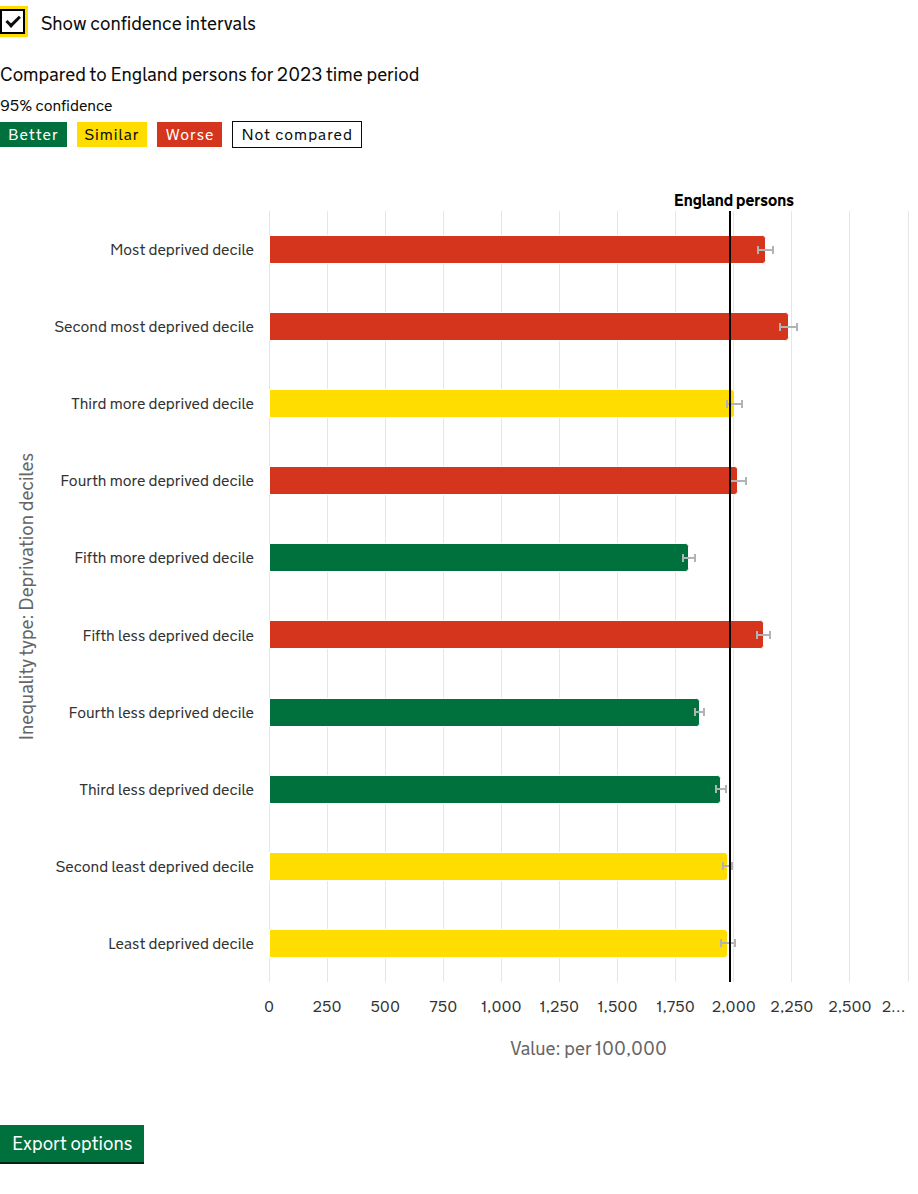 Show confidence intervals
Compared to England persons for 2023 time period
95% confidence
Better Similar Worse Not compared
England persons
Most deprived decile
Second most deprived decile
Third more deprived decile
Fourth more deprived decile
Fifth more deprived decile
Fifth less deprived decile
Fourth less deprived decile
Third less deprived decile
Second least deprived decile
Least deprived decile
Inequality type: Deprivation deciles
0 250 500 750 1,000 1,250 1,500 1,750 2,000 2,250 2,500 2...
Value: per 100,000
Export options